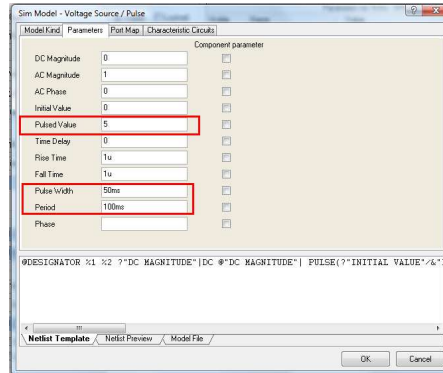 Sim Model - Voltage Source / Pulse
Model Kind Parameters Port Map Characteristic Circuits
Component parameter
DC Magnitude 0
AC Magnitude 1
AC Phase 0
Initial Value 0
Pulsed Value 5
Time Delay 0
Rise Time 1u
Fall Time 1u
Pulse Width 50ms
Period 100ms
Phase
@DESIGNATOR %1 %2 ?"DC MAGNITUDE"|DC @"DC MAGNITUDE"| PULSE(?"INITIAL VALUE"/&"
Netlist Template Netlist Preview Model File
OK Cancel